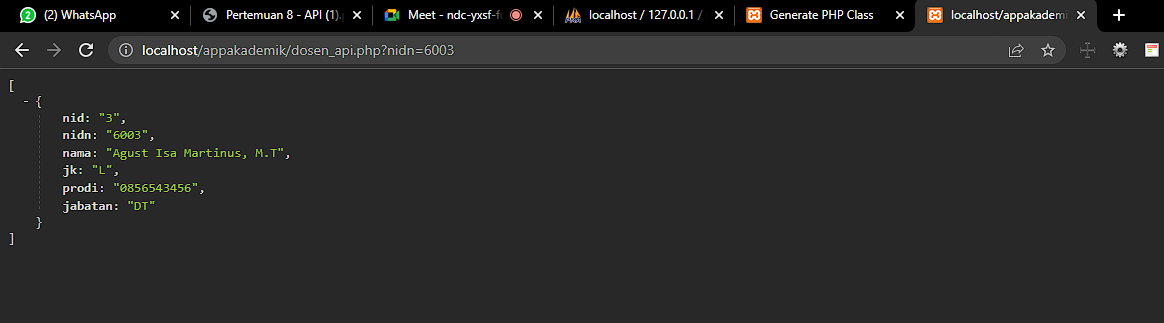 (2) WhatsApp
Pertemuan 8 - API (1).
Meet - ndc-yxsf-f
localhost / 127.0.0.1 /
Generate PHP Class
localhost/appakademi
localhost/appakademik/dosen_api.php?nidn=6003
[
- {
nid: "3",
nidn: "6003",
nama: "Agust Isa Martinus, M.T",
jk: "L",
prodi: "0856543456",
jabatan: "DT"
}
]